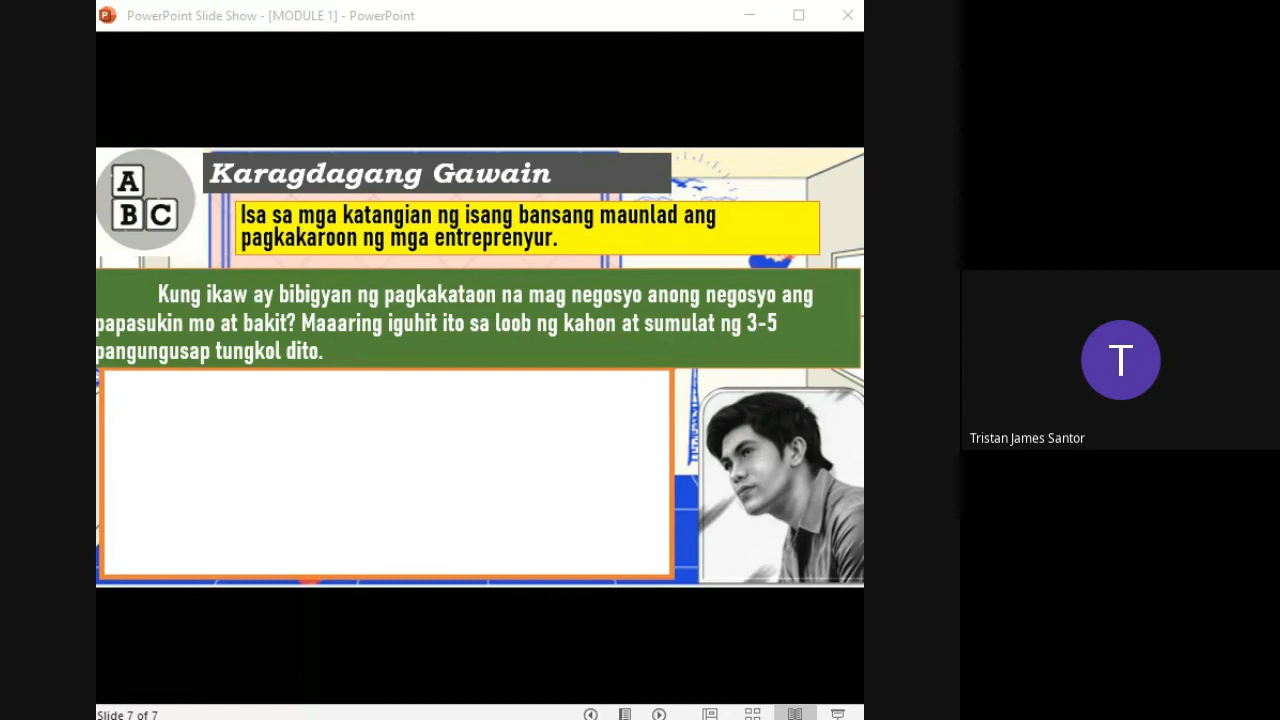 PowerPoint Slide Show - [MODULE 1] - PowerPoint
A
B C
Karagdagang Gawain
Isa sa mga katangian ng isang bansang maunlad ang
pagkakaroon ng mga entreprenyur.
Kung ikaw ay bibigyan ng pagkakataon na mag negosyo anong negosyo ang
papasukin mo at bakit? Maaaring iguhit ito sa loob ng kahon at sumulat ng 3-5
pangungusap tungkol dito.
T
Tristan James Santor
Slide 7 of 7